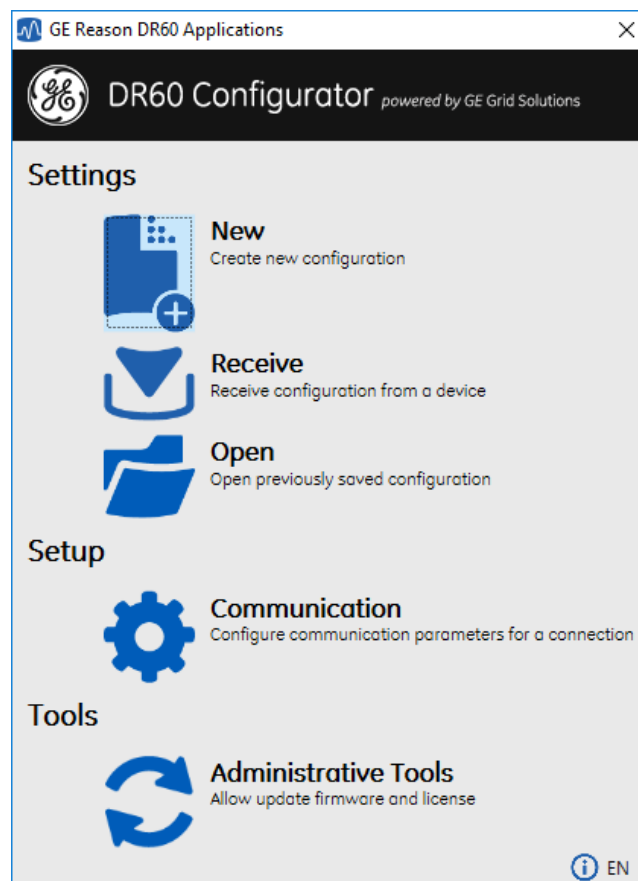 GE Reason DR60 Applications
DR60 Configurator powered by GE Grid Solutions
Settings
New
Create new configuration
Receive
Receive configuration from a device
Open
Open previously saved configuration
Setup
Communication
Configure communication parameters for a connection
Tools
Administrative Tools
Allow update firmware and license
EN